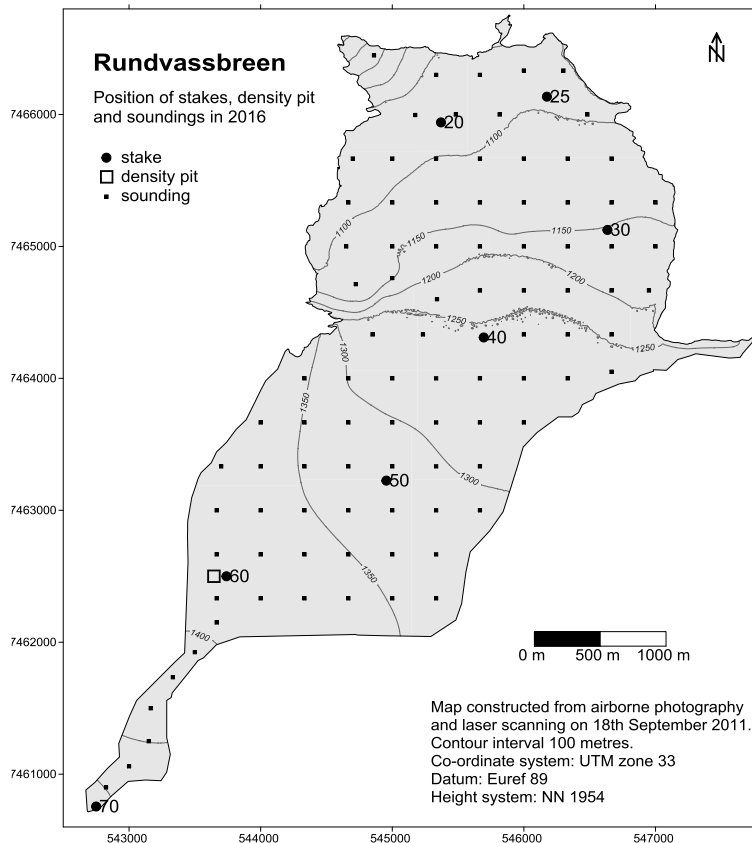 N
Rundvassbreen
Position of stakes, density pit
and soundings in 2016
stake
density pit
sounding
25
20
7466000
1100
1100
30
1150
1150
7465000
1200
1200
1250
40
1250
1300
7464000
1350
50
1300
7463000
60
1350
1400
7462000
0 m 500 m 1000 m
Map constructed from airborne photography
and laser scanning on 18th September 2011.
Contour interval 100 metres.
Co-ordinate system: UTM zone 33
Datum: Euref 89
Height system: NN 1954
7461000
70
543000 544000 545000 546000 547000